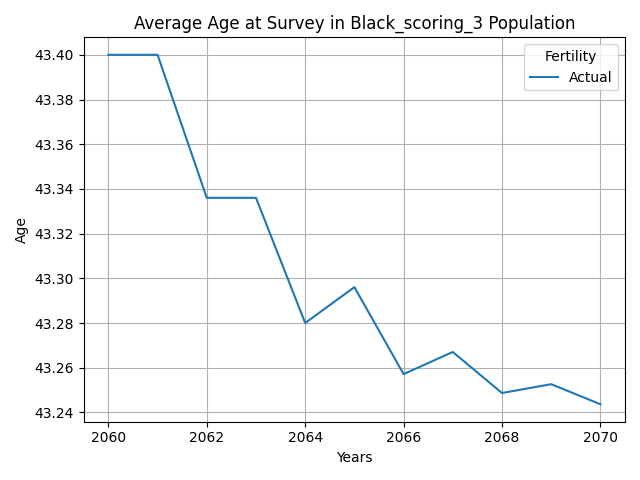 Average Age at Survey in Black_scoring_3 Population
Fertility
Actual
43.40
43.38
43.36
43.34
43.32
43.30
43.28
43.26
43.24
Age
2060 2062 2064 2066 2068 2070
Years